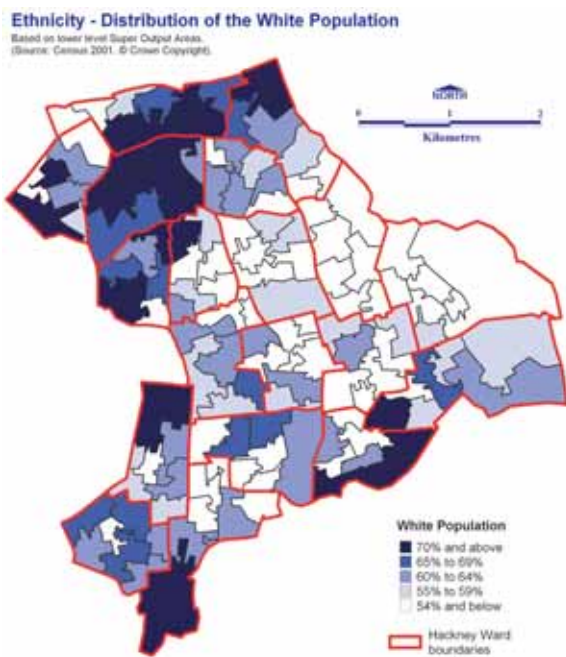 Ethnicity - Distribution of the White Population
Based on lower level Super Output Areas.
(Source: Census 2001. © Crown Copyright).
NORTH
0 1 2
Kilometres
White Population
70% and above
65% to 69%
60% to 64%
55% to 59%
54% and below
Hackney Ward
boundaries